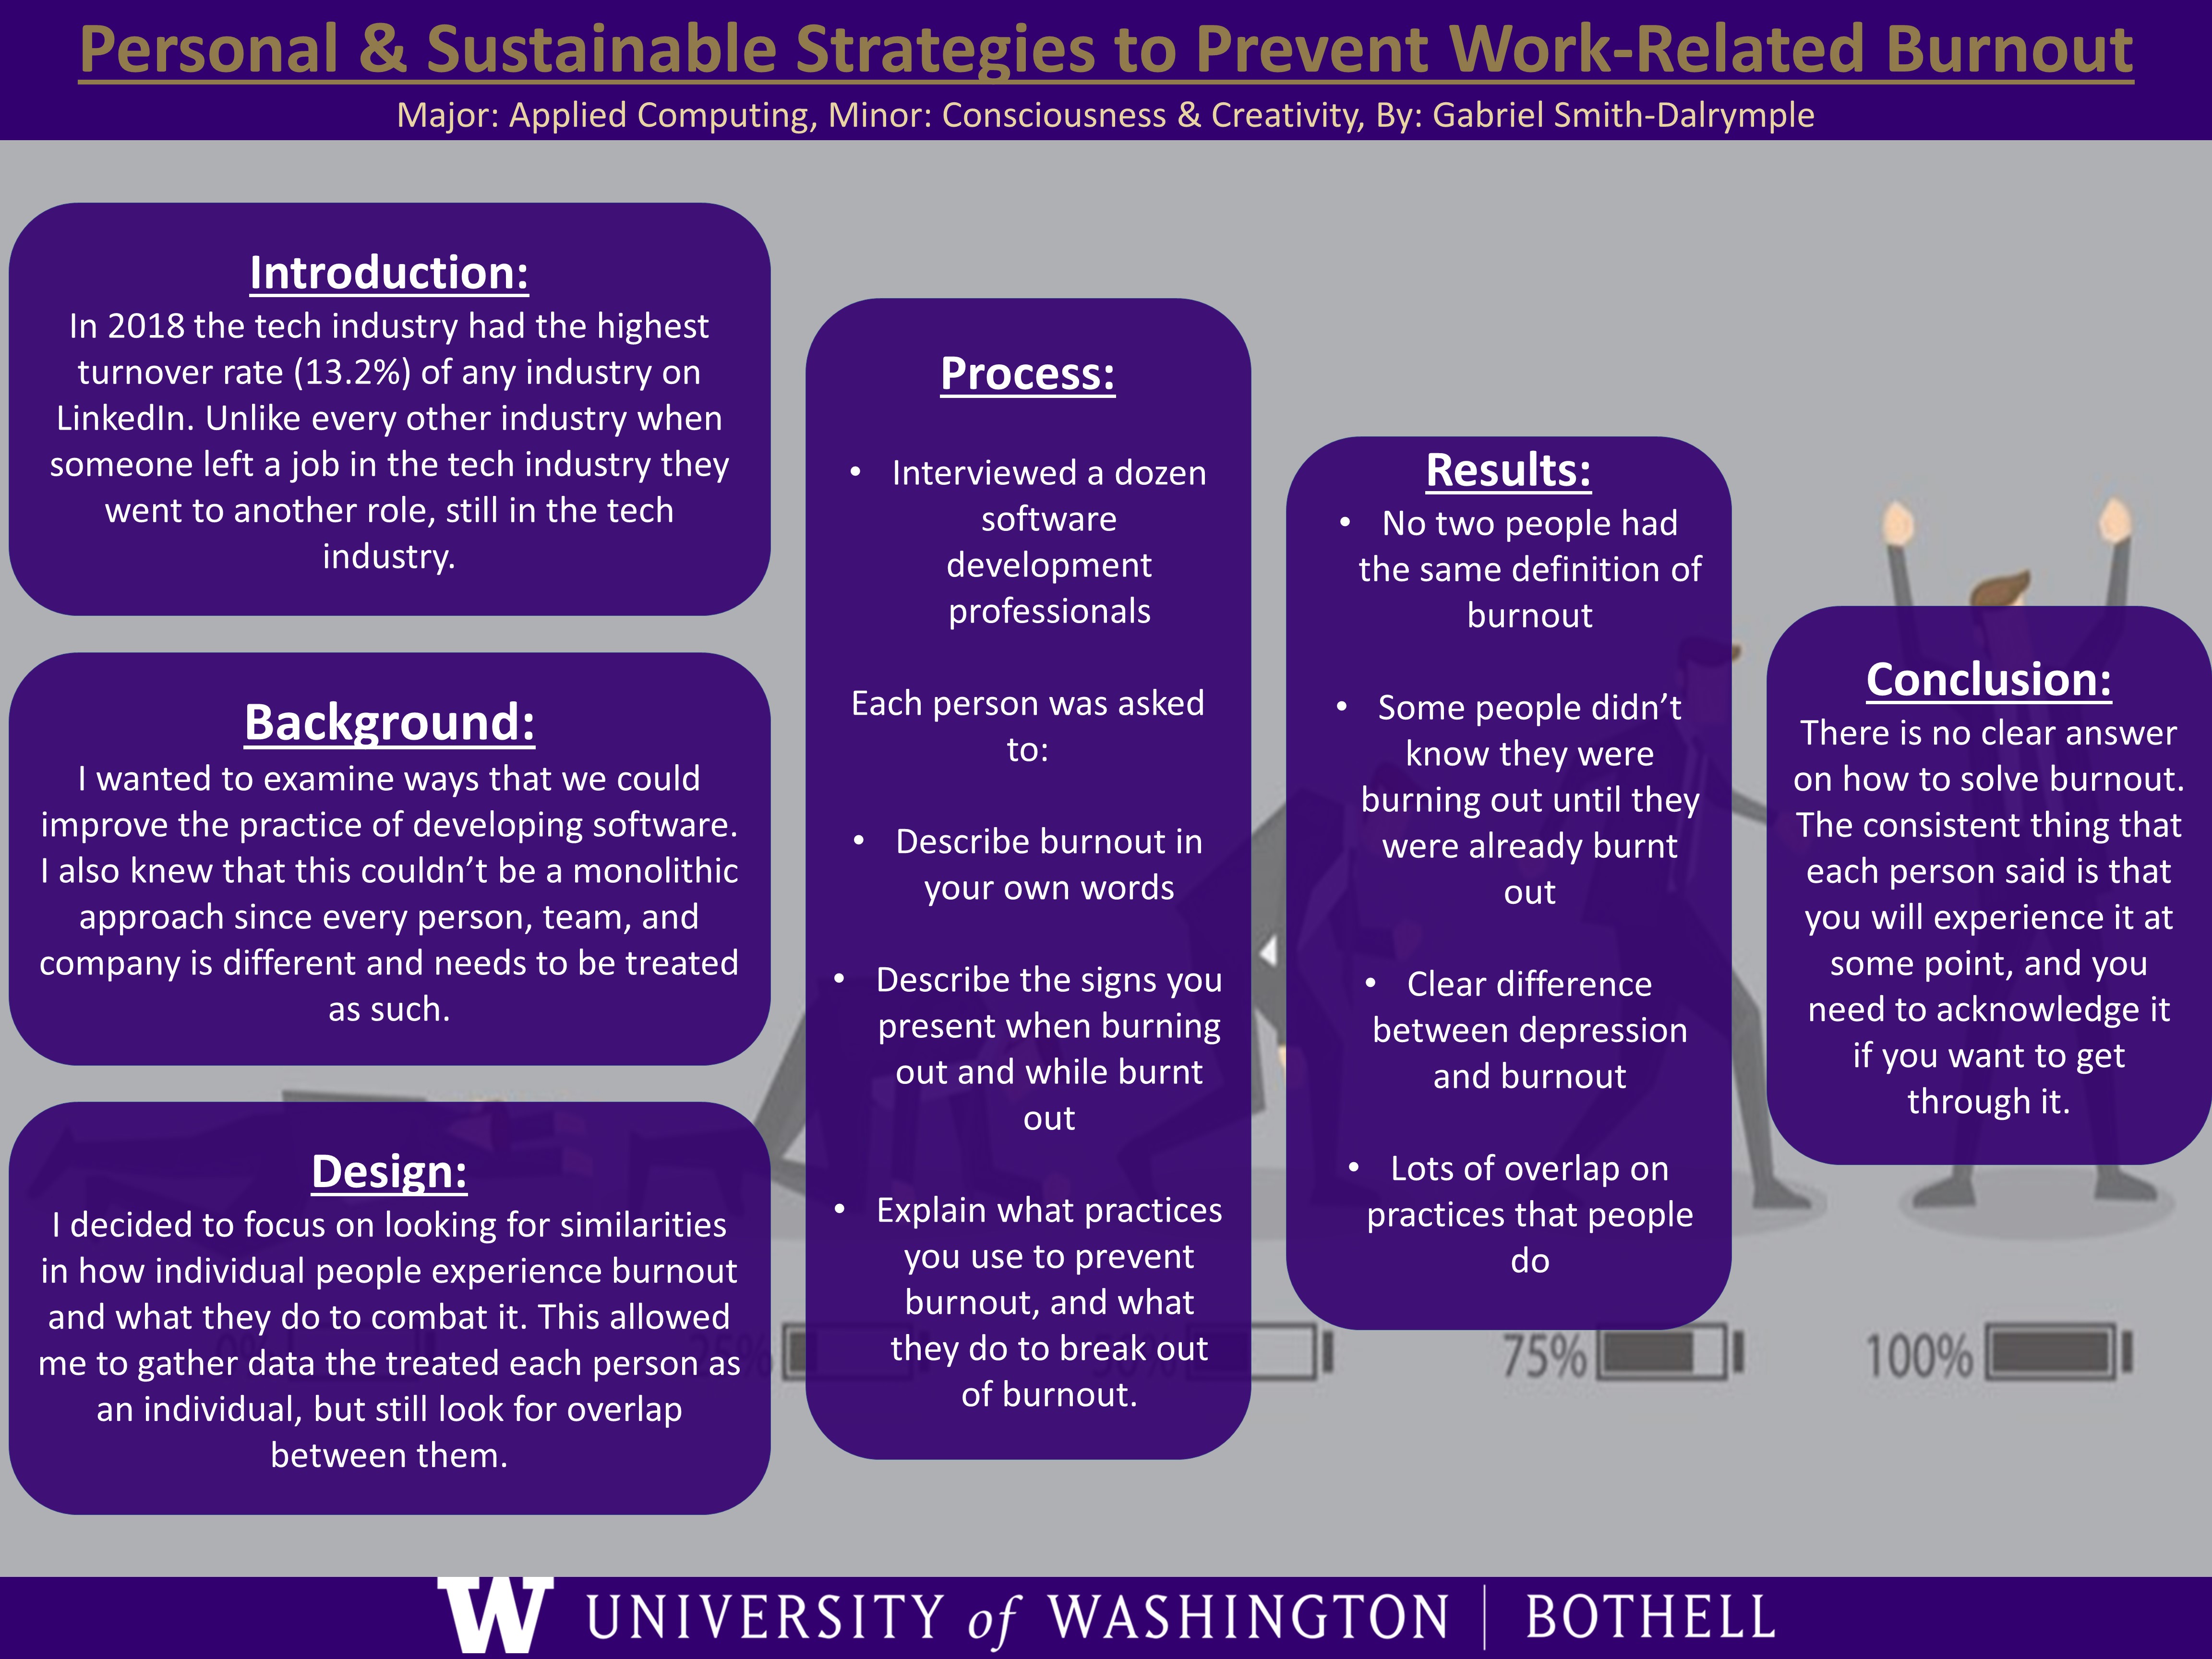 Personal & Sustainable Strategies to Prevent Work-Related Burnout
Major: Applied Computing, Minor: Consciousness & Creativity, By: Gabriel Smith-Dalrymple
Introduction:
In 2018 the tech industry had the highest
turnover rate (13.2%) of any industry on
LinkedIn. Unlike every other industry when
someone left a job in the tech industry they
went to another role, still in the tech
industry.
Background:
I wanted to examine ways that we could
improve the practice of developing software.
I also knew that this couldn’t be a monolithic
approach since every person, team, and
company is different and needs to be treated
as such.
Design:
I decided to focus on looking for similarities
in how individual people experience burnout
and what they do to combat it. This allowed
me to gather data the treated each person as
an individual, but still look for overlap
between them.
Process:
• Interviewed a dozen
software
development
professionals
Each person was asked
to:
• Describe burnout in
your own words
• Describe the signs you
present when burning
out and while burnt
out
• Explain what practices
you use to prevent
burnout, and what
they do to break out
of burnout.
Results:
• No two people had
the same definition of
burnout
• Some people didn’t
know they were
burning out until they
were already burnt
out
• Clear difference
between depression
and burnout
• Lots of overlap on
practices that people
do
Conclusion:
There is no clear answer
on how to solve burnout.
The consistent thing that
each person said is that
you will experience it at
some point, and you
need to acknowledge it
if you want to get
through it.
0%
25%
50%
75%
100%
W UNIVERSITY of WASHINGTON | BOTHELL